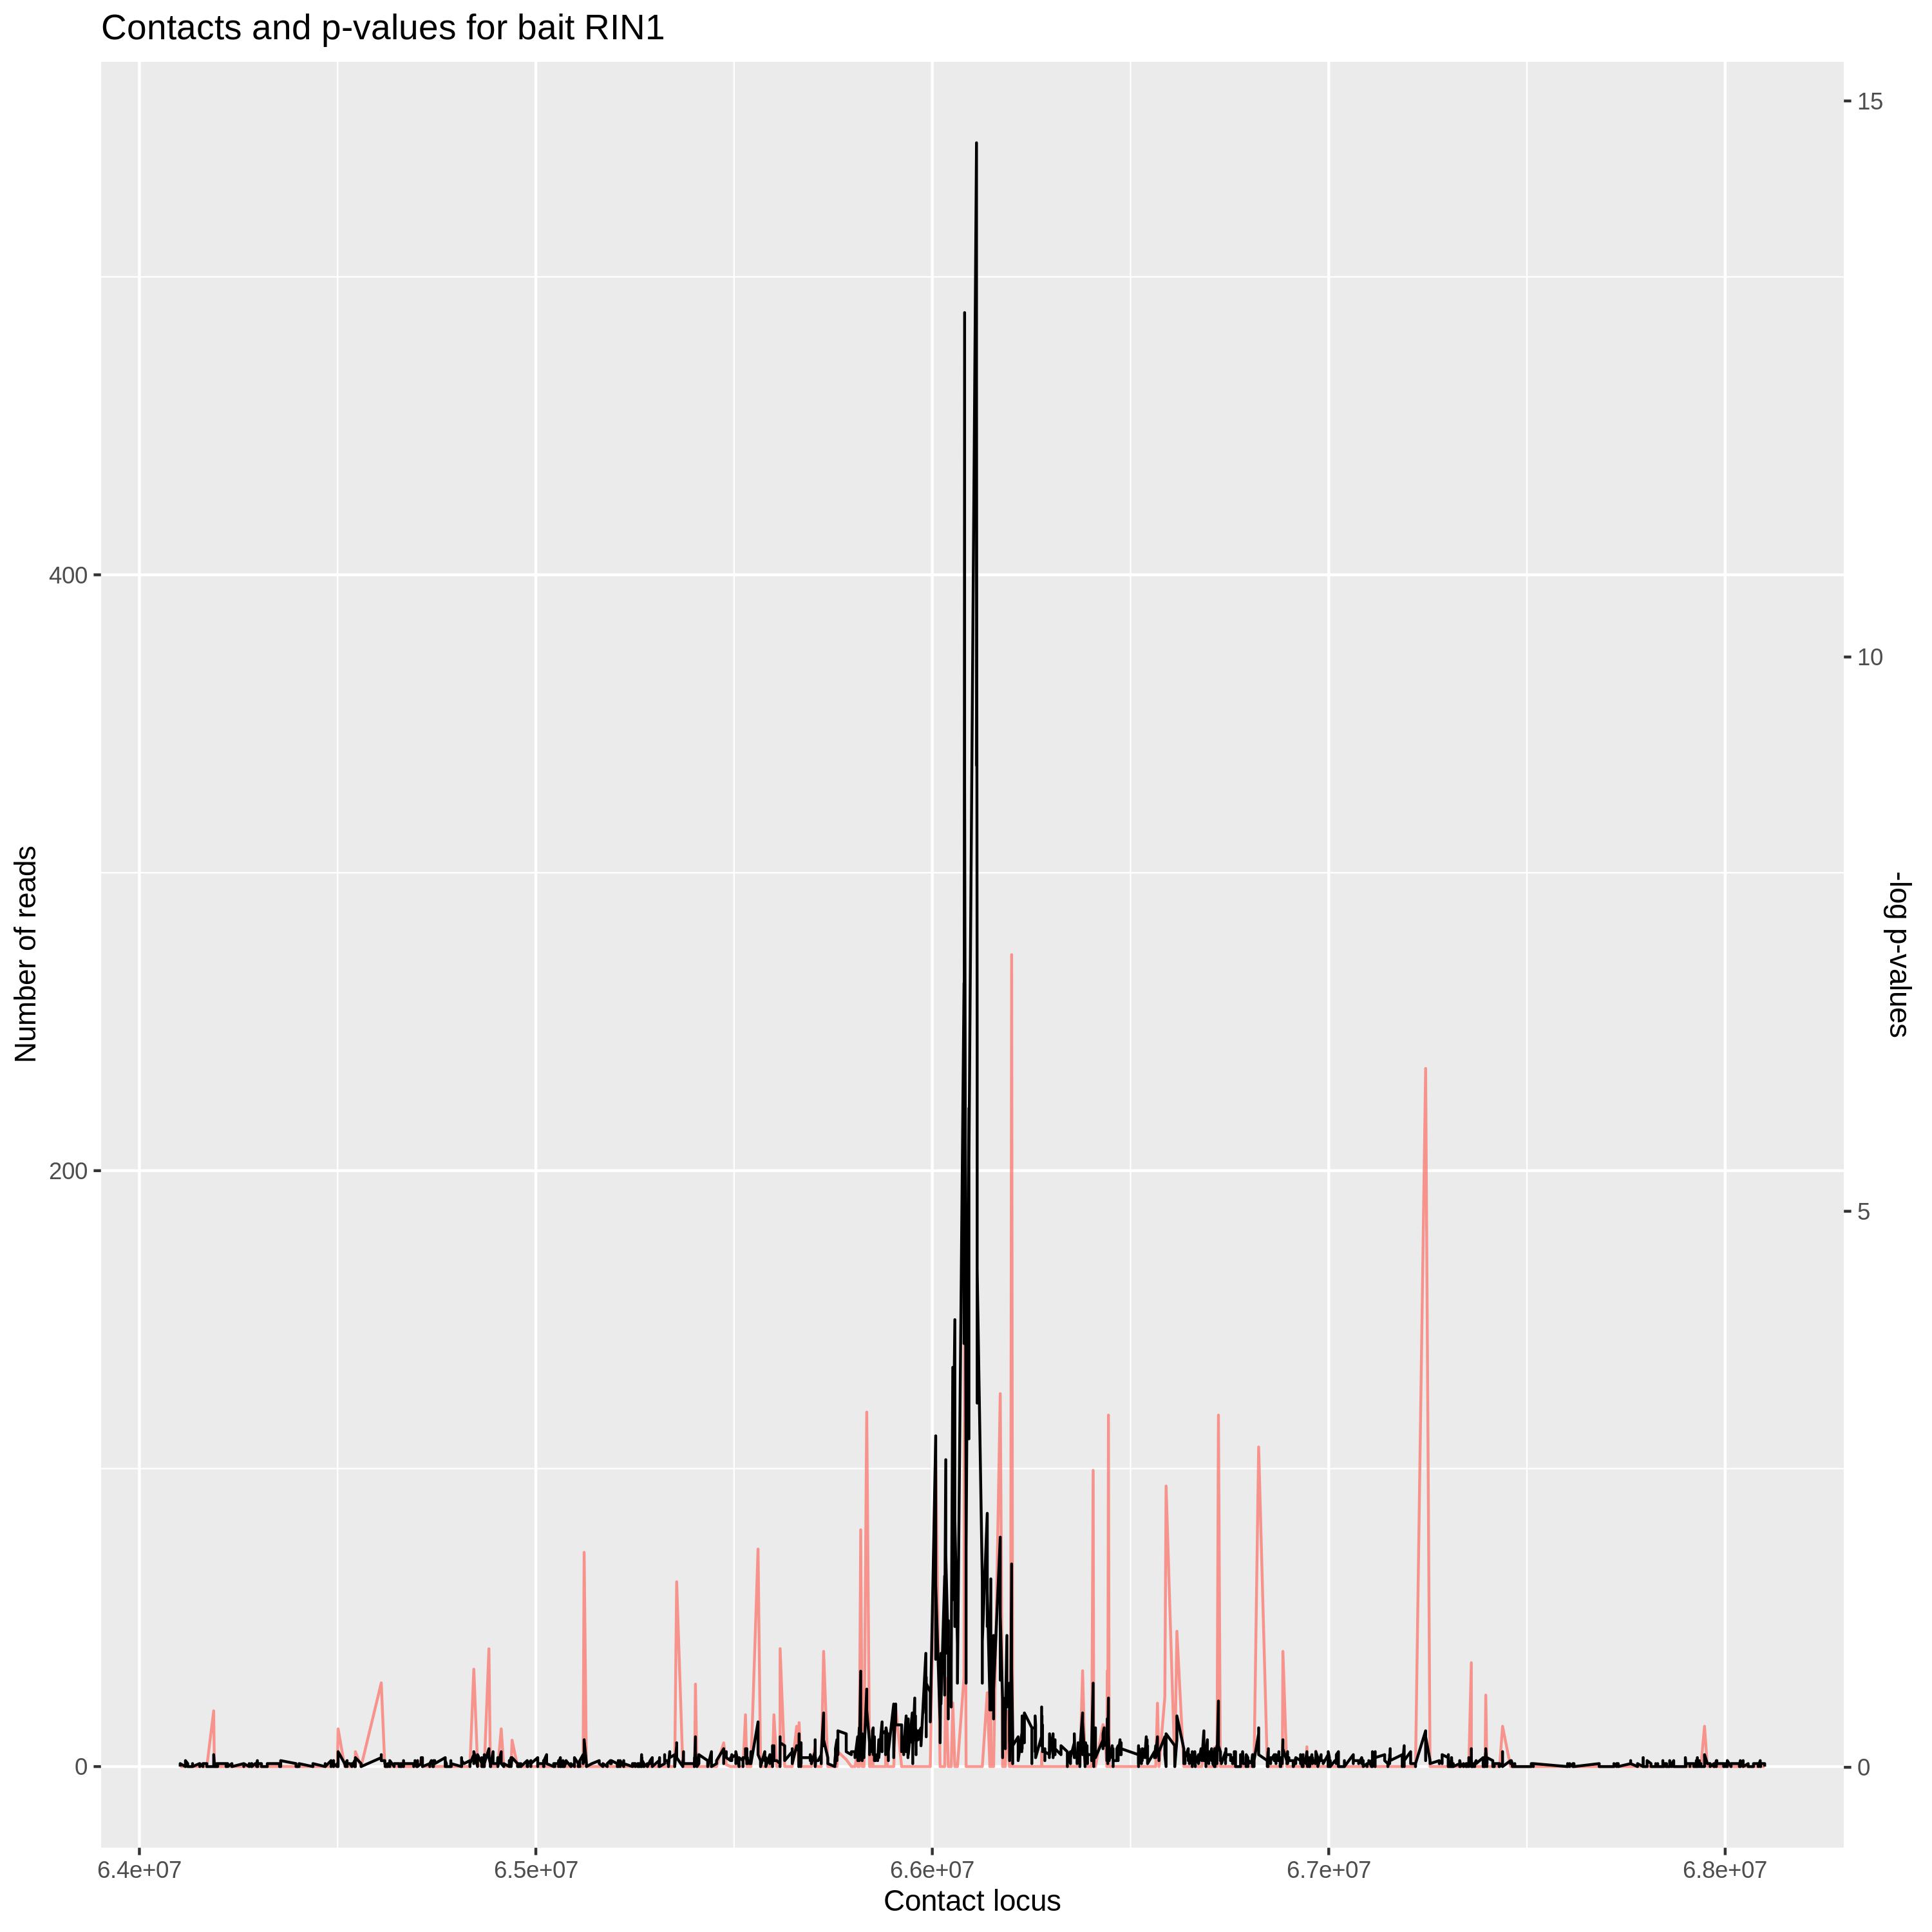 Contacts and p-values for bait RIN1
15
400
10
Number of reads
-log p-values
200
5
0
0
6.4e+07
6.5e+07
6.6e+07
6.7e+07
6.8e+07
Contact locus